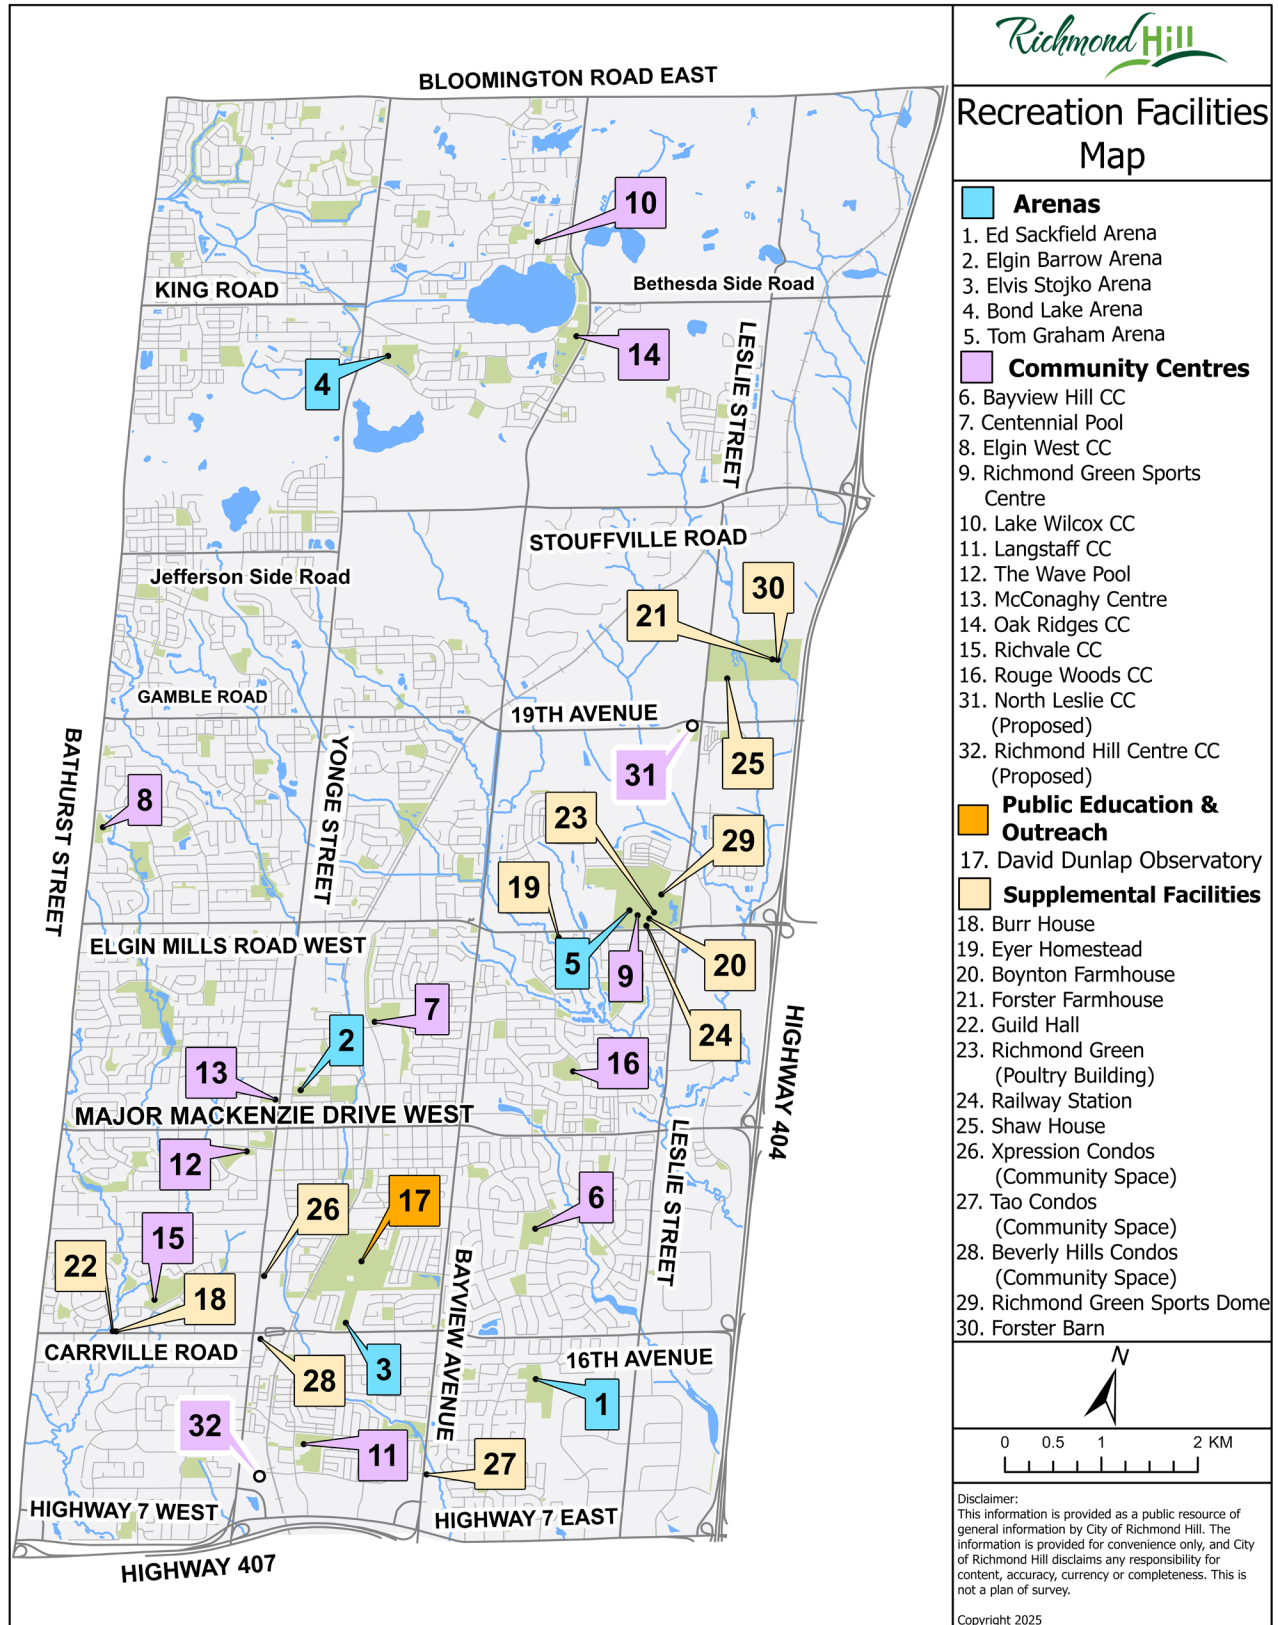 BLOOMINGTON ROAD EAST
10
KING ROAD
Bethesda Side Road
14
4
LESLIE STREET
STOUFFVILLE ROAD
Jefferson Side Road
30
21
GAMBLE ROAD
19TH AVENUE
31
25
BATHURST STREET
YONGE STREET
8
23
29
19
ELGIN MILLS ROAD WEST
5
9
20
7
24
2
HIGHWAY 404
13
16
MAJOR MACKENZIE DRIVE WEST
12
LESLIE STREET
26
17
6
15
22
18
BAYVIEW AVENUE
CARRVILLE ROAD
16TH AVENUE
3
28
1
32
11
27
HIGHWAY 7 WEST
HIGHWAY 7 EAST
HIGHWAY 407
Richmond Hill
Recreation Facilities
Map
Arenas
1. Ed Sackfield Arena
2. Elgin Barrow Arena
3. Elvis Stojko Arena
4. Bond Lake Arena
5. Tom Graham Arena
Community Centres
6. Bayview Hill CC
7. Centennial Pool
8. Elgin West CC
9. Richmond Green Sports
Centre
10. Lake Wilcox CC
11. Langstaff CC
12. The Wave Pool
13. McConaghy Centre
14. Oak Ridges CC
15. Richvale CC
16. Rouge Woods CC
31. North Leslie CC
(Proposed)
32. Richmond Hill Centre CC
(Proposed)
Public Education &
Outreach
17. David Dunlap Observatory
Supplemental Facilities
18. Burr House
19. Eyer Homestead
20. Boynton Farmhouse
21. Forster Farmhouse
22. Guild Hall
23. Richmond Green
(Poultry Building)
24. Railway Station
25. Shaw House
26. Xpression Condos
(Community Space)
27. Tao Condos
(Community Space)
28. Beverly Hills Condos
(Community Space)
29. Richmond Green Sports Dome
30. Forster Barn
N
0 0.5 1 2 KM
Disclaimer:
This information is provided as a public resource of
general information by City of Richmond Hill. The
information is provided for convenience only, and City
of Richmond Hill disclaims any responsibility for
content, accuracy, currency or completeness. This is
not a plan of survey.
Copyright 2025